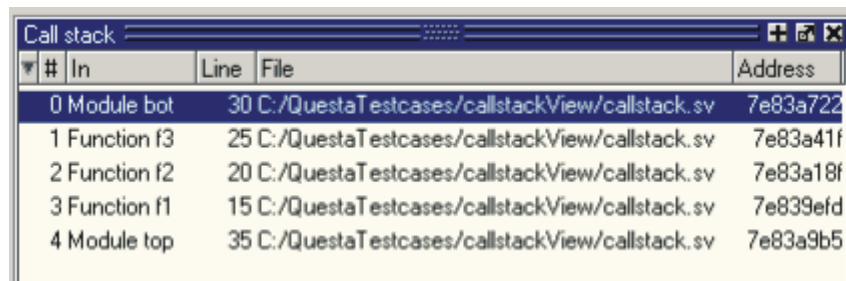 Call stack
# In Line File Address
0 Module bot 30 C:/QuestaTestcases/callstackView/callstack.sv 7e83a722
1 Function f3 25 C:/QuestaTestcases/callstackView/callstack.sv 7e83a41f
2 Function f2 20 C:/QuestaTestcases/callstackView/callstack.sv 7e83a18f
3 Function f1 15 C:/QuestaTestcases/callstackView/callstack.sv 7e839efd
4 Module top 35 C:/QuestaTestcases/callstackView/callstack.sv 7e83a9b5